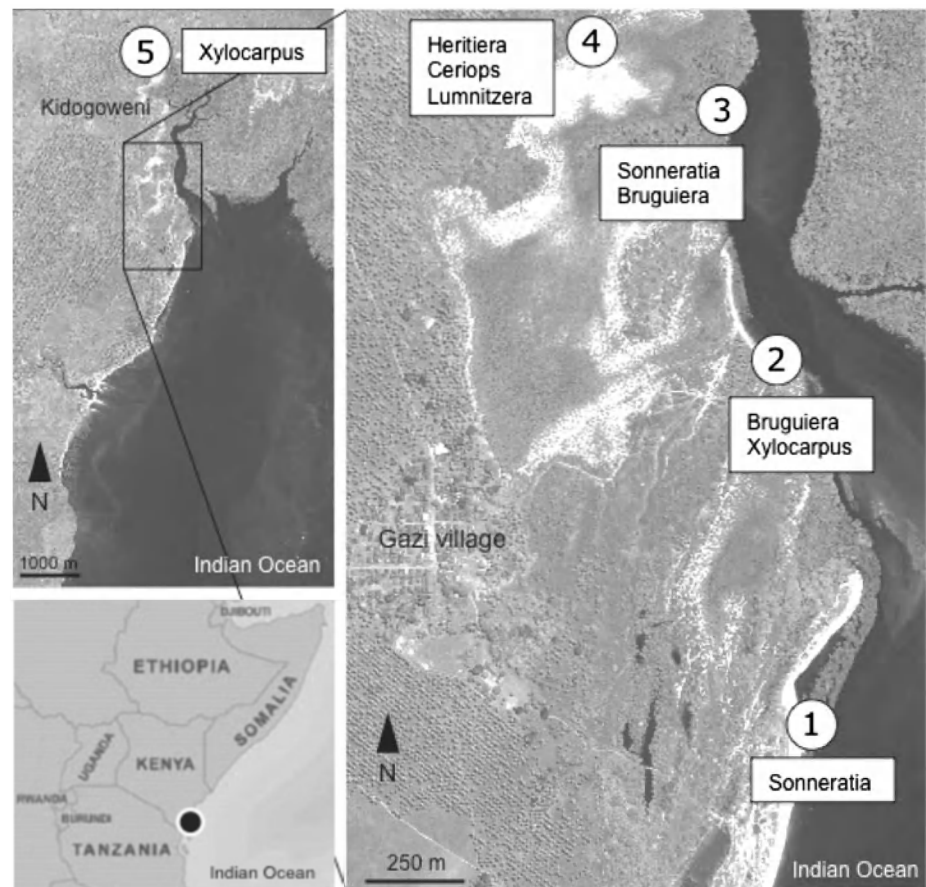 5
Xylocarpus
Kidogoweni
N
1000 m
Indian Ocean
DJIBOUTI
ETHIOPIA
SOMALIA
UGANDA
KENYA
RWANDA
BURUNDI
TANZANIA
Indian Ocean
Heritiera
Ceriops
Lumnitzera
4
3
Sonneratia
Bruguiera
2
Bruguiera
Xylocarpus
Gazi village
1
Sonneratia
N
250 m
Indian Ocean